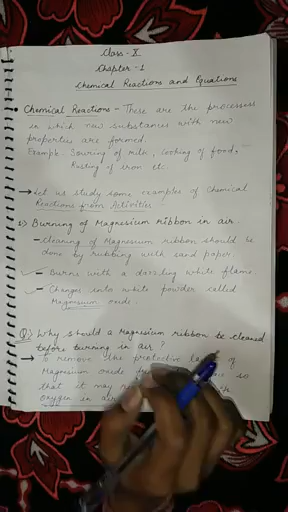 Class - X
Chapter - 1
Chemical Reactions and Equations
Chemical Reactions - These are the processes
in which new substances with new
properties are formed.
Example - Souring of milk, Cooking of food,
Rusting of iron etc.
→ Let us study some examples of Chemical
Reactions from Activities -
1) Burning of Magnesium ribbon in air.
- Cleaning of Magnesium ribbon should be
done by rubbing with sand paper.
- Burns with a dazzling white flame.
- Changes into white powder called
Magnesium oxide.
Q) Why should a Magnesium ribbon be cleaned
before burning in air?
→ To remove the protective of
Magnesium oxide so
that it may
oxygen in air